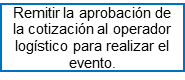 Remitir la aprobación de
la cotización al operador
logístico para realizar el
evento.